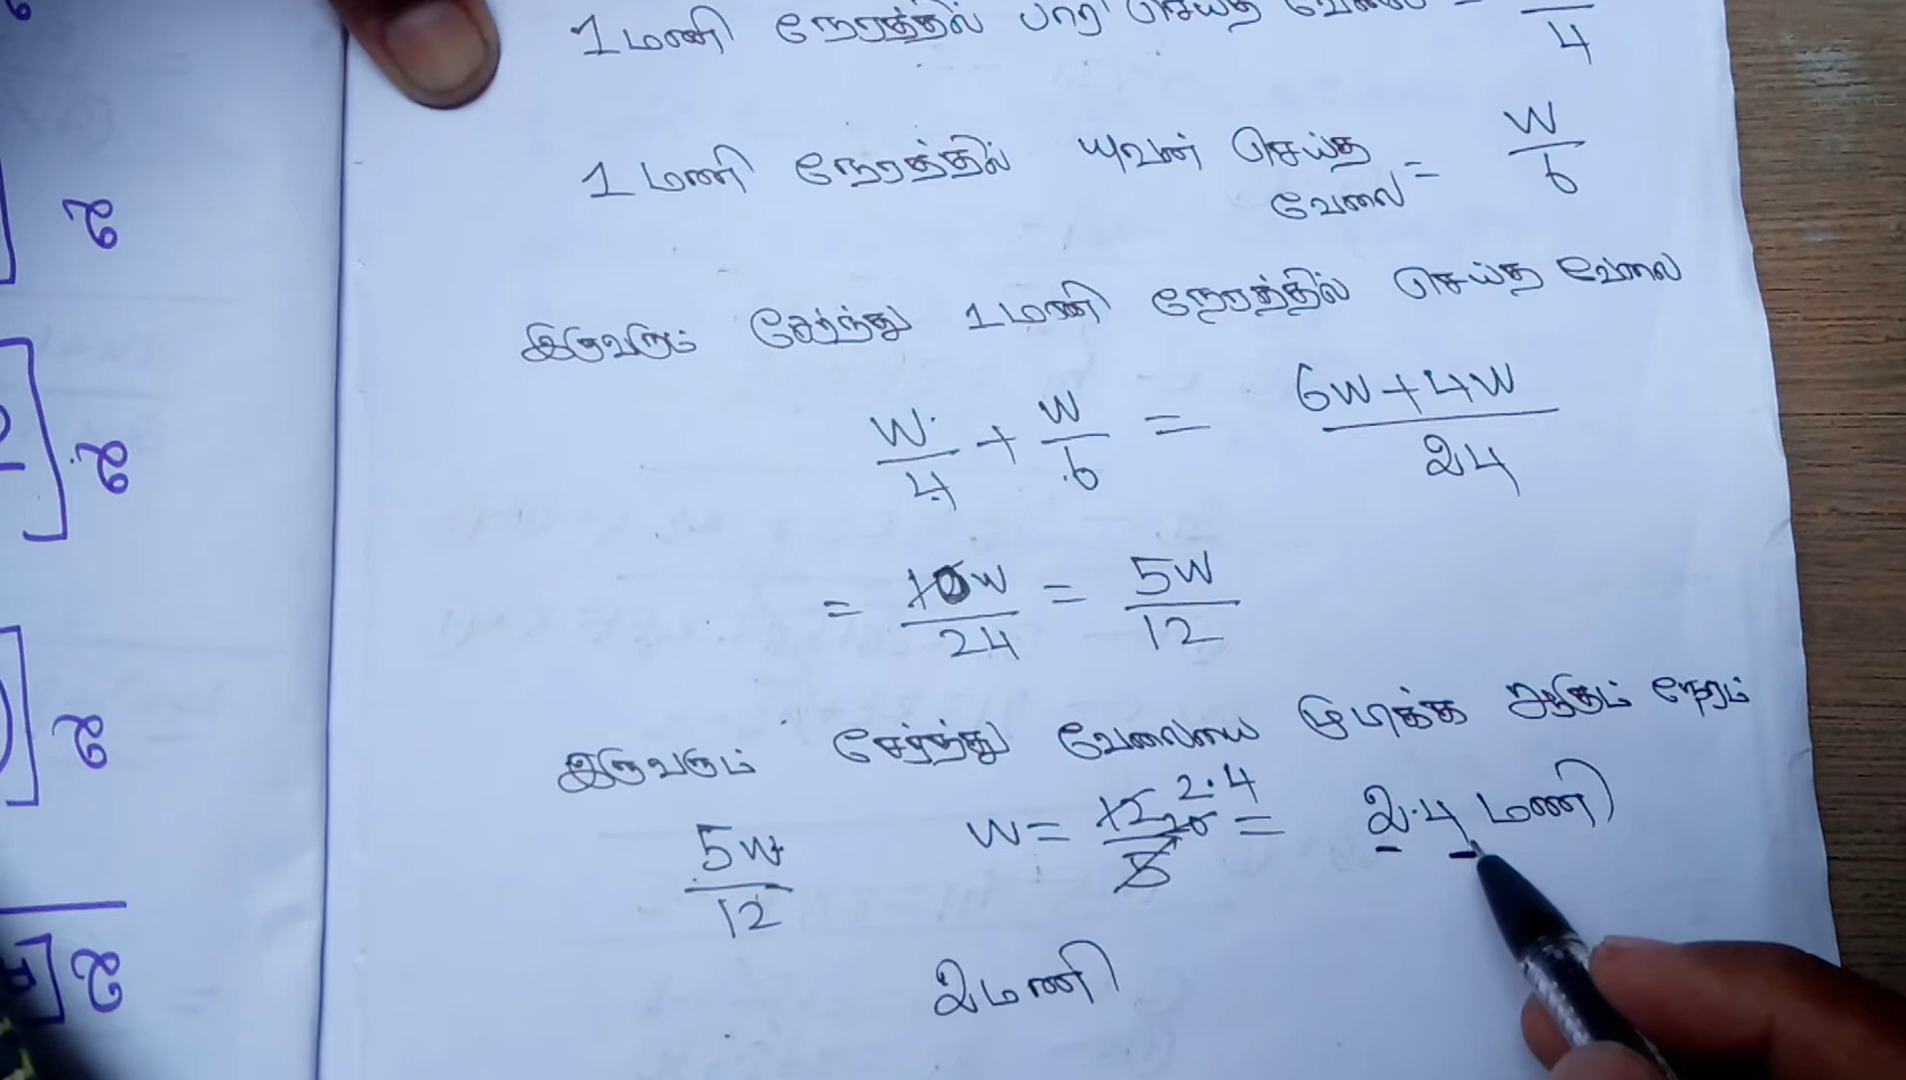 1 மணி நேரத்தில் பாரி செய்த வேலை = /4
1 மணி நேரத்தில் யுவன் செய்த வேலை = W/6
இருவரும் சேர்ந்து 1 மணி நேரத்தில் செய்த வேலை
W/4 + W/6 = 6W+4W/24
= 10W/24 = 5W/12
இருவரும் சேர்ந்து வேலையை முடிக்க ஆகும் நேரம்
5W/12 W = 12/5 2.4 = 2.4 மணி
2 மணி